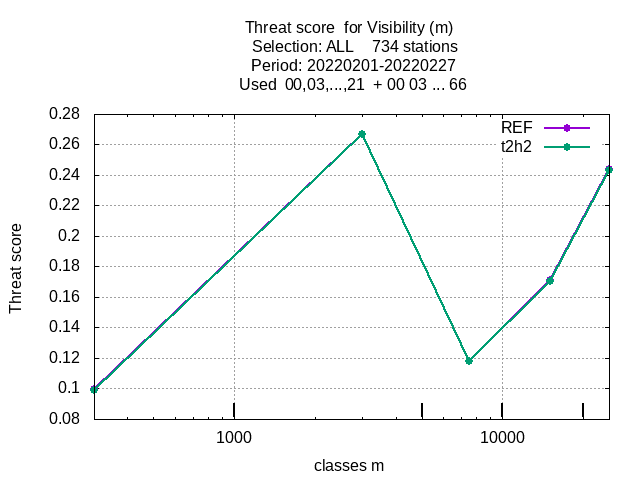 Threat score  for Visibility (m)
Selection: ALL    734 stations
Period: 20220201-20220227
Used  00,03,...,21  + 00 03 ... 66
REF
t2h2
0.28
0.26
0.24
0.22
0.2
0.18
0.16
0.14
0.12
0.1
0.08
Threat score
1000
10000
classes m